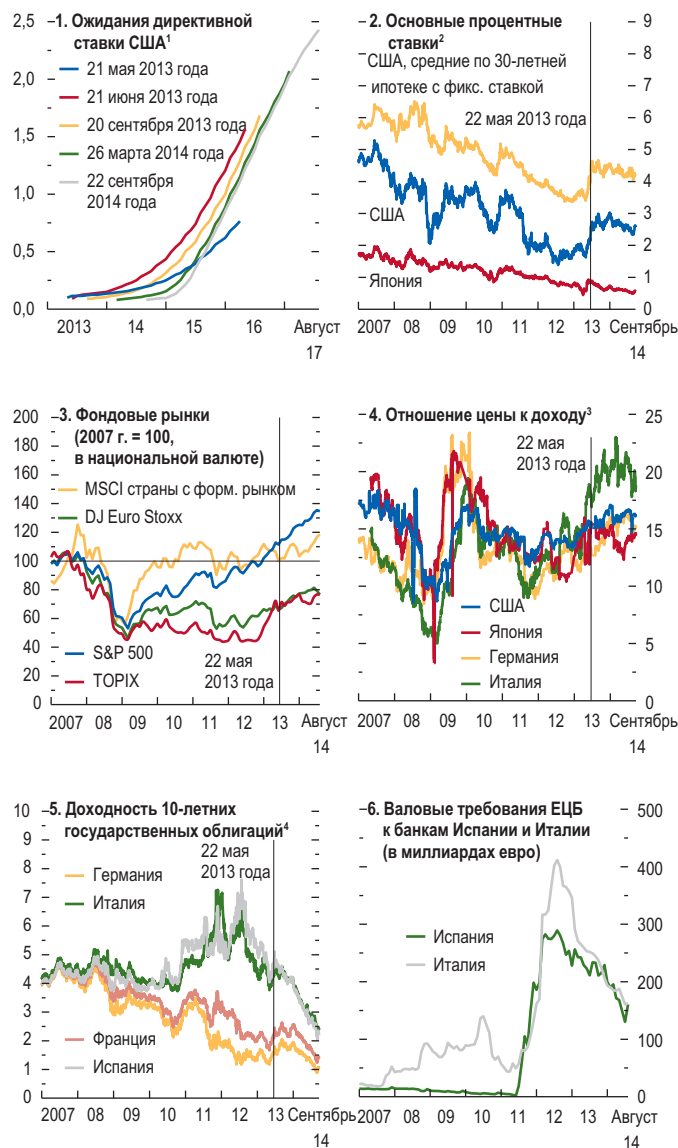 1. Ожидания директивной
ставки США¹
21 мая 2013 года
21 июня 2013 года
20 сентября 2013 года
26 марта 2014 года
22 сентября
2014 года
2,5
2,0
1,5
1,0
0,5
0,0
2013 14 15 16 Август
17
2. Основные процентные
ставки²
США, средние по 30-летней
ипотеке с фикс. ставкой
22 мая 2013 года
США
Япония
9
8
7
6
5
4
3
2
1
0
2007 08 09 10 11 12 13 Сентябрь
14
3. Фондовые рынки
(2007 г. = 100,
в национальной валюте)
MSCI страны с форм. рынком
DJ Euro Stoxx
S&P 500
TOPIX
22 мая
2013 года
200
180
160
140
120
100
80
60
40
20
0
2007 08 09 10 11 12 13 Август
14
4. Отношение цены к доходу³
22 мая
2013 года
США
Япония
Германия
Италия
25
20
15
10
5
0
2007 08 09 10 11 12 13 Сентябрь
14
5. Доходность 10-летних
государственных облигаций⁴
22 мая
2013 года
Германия
Италия
Франция
Испания
10
9
8
7
6
5
4
3
2
1
0
2007 08 09 10 11 12 13 Сентябрь
14
6. Валовые требования ЕЦБ
к банкам Испании и Италии
(в миллиардах евро)
Испания
Италия
500
400
300
200
100
0
2007 08 09 10 11 12 13 Август
14